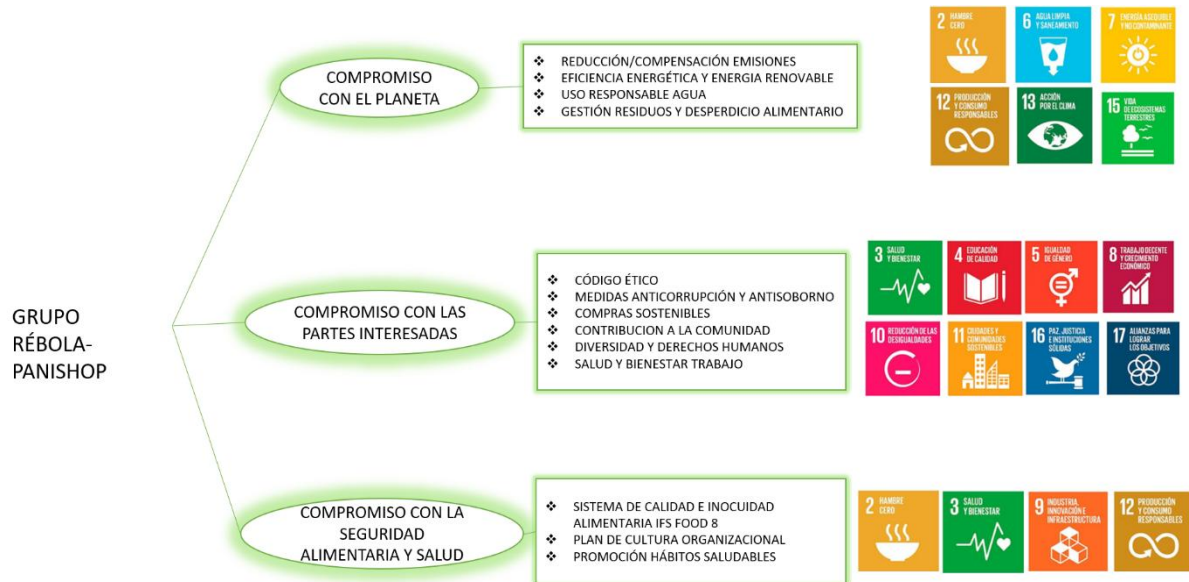 GRUPO
RÉBOLA-
PANISHOP
COMPROMISO
CON EL PLANETA
❖ REDUCCIÓN/COMPENSACIÓN EMISIONES
❖ EFICIENCIA ENERGÉTICA Y ENERGIA RENOVABLE
❖ USO RESPONSABLE AGUA
❖ GESTIÓN RESIDUOS Y DESPERDICIO ALIMENTARIO
2 HAMBRE
CERO
6 AGUA LIMPIA
Y SANEAMIENTO
7 ENERGÍA ASEQUIBLE
Y NO CONTAMINANTE
12 PRODUCCIÓN
Y CONSUMO
RESPONSABLES
13 ACCIÓN
POR EL CLIMA
15 VIDA
DE ECOSISTEMAS
TERRESTRES
COMPROMISO CON LAS
PARTES INTERESADAS
❖ CÓDIGO ÉTICO
❖ MEDIDAS ANTICORRUPCIÓN Y ANTISOBORNO
❖ COMPRAS SOSTENIBLES
❖ CONTRIBUCION A LA COMUNIDAD
❖ DIVERSIDAD Y DERECHOS HUMANOS
❖ SALUD Y BIENESTAR TRABAJO
3 SALUD
Y BIENESTAR
4 EDUCACIÓN
DE CALIDAD
5 IGUALDAD
DE GÉNERO
8 TRABAJO DECENTE
Y CRECIMIENTO
ECONÓMICO
10 REDUCCIÓN DE LAS
DESIGUALDADES
11 CIUDADES Y
COMUNIDADES
SOSTENIBLES
16 PAZ, JUSTICIA
E INSTITUCIONES
SÓLIDAS
17 ALIANZAS PARA
LOGRAR
LOS OBJETIVOS
COMPROMISO CON LA
SEGURIDAD
ALIMENTARIA Y SALUD
❖ SISTEMA DE CALIDAD E INOCUIDAD
ALIMENTARIA IFS FOOD 8
❖ PLAN DE CULTURA ORGANIZACIONAL
❖ PROMOCIÓN HÁBITOS SALUDABLES
2 HAMBRE
CERO
3 SALUD
Y BIENESTAR
9 INDUSTRIA,
INNOVACIÓN E
INFRAESTRUCTURA
12 PRODUCCIÓN
Y CONSUMO
RESPONSABLES